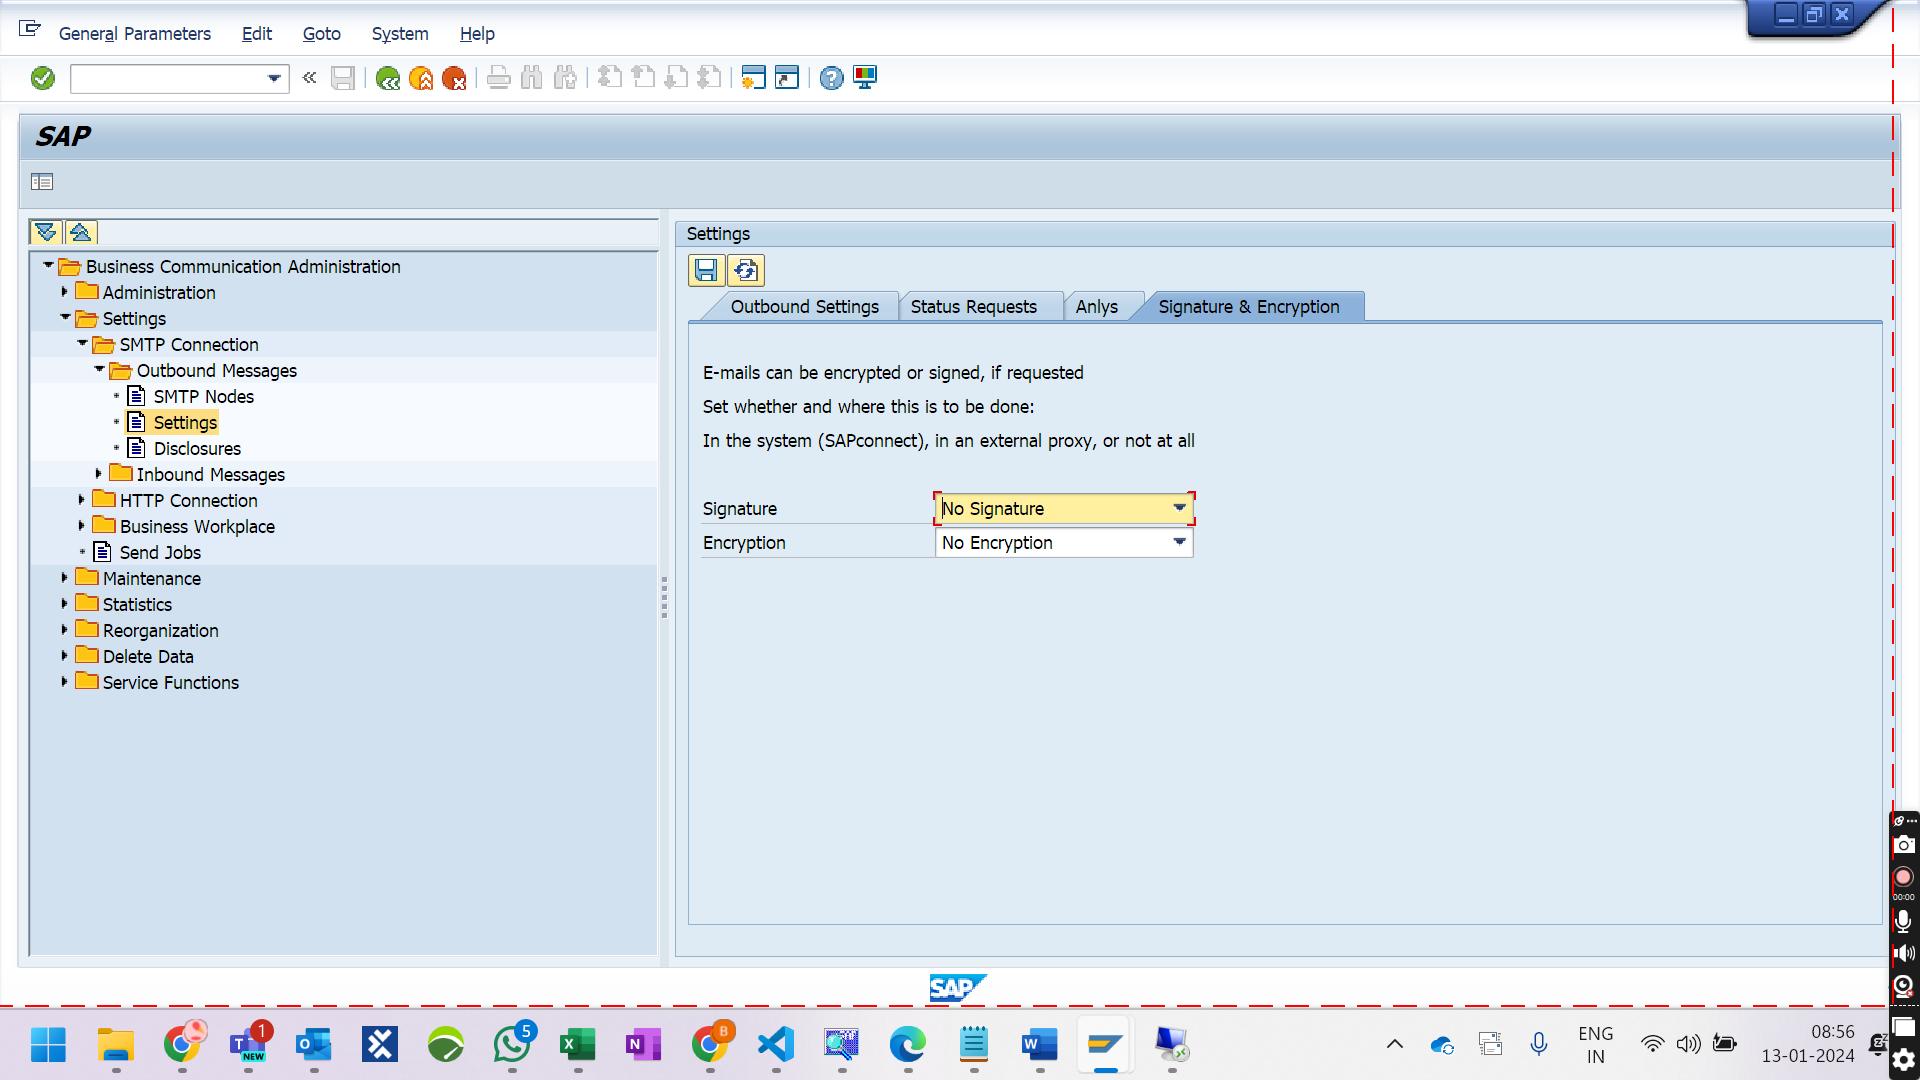 General Parameters Edit Goto System Help
SAP
Settings
Business Communication Administration
Administration
Settings
SMTP Connection
Outbound Messages
SMTP Nodes
Settings
Disclosures
Inbound Messages
HTTP Connection
Business Workplace
Send Jobs
Maintenance
Statistics
Reorganization
Delete Data
Service Functions
Outbound Settings Status Requests Anlys Signature & Encryption
E-mails can be encrypted or signed, if requested
Set whether and where this is to be done:
In the system (SAPconnect), in an external proxy, or not at all
Signature No Signature
Encryption No Encryption
00:00
SAP
1
NEW
5
B
ENG
IN
08:56
13-01-2024